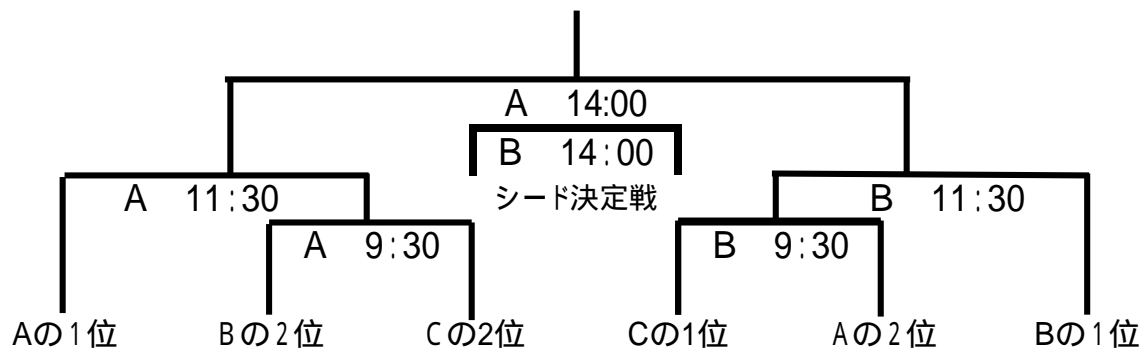 A 14:00
B 14:00
シード決定戦
A 11:30
B 11:30
A 9:30
B 9:30
Aの1位 Bの2位 Cの2位 Cの1位 Aの2位 Bの1位